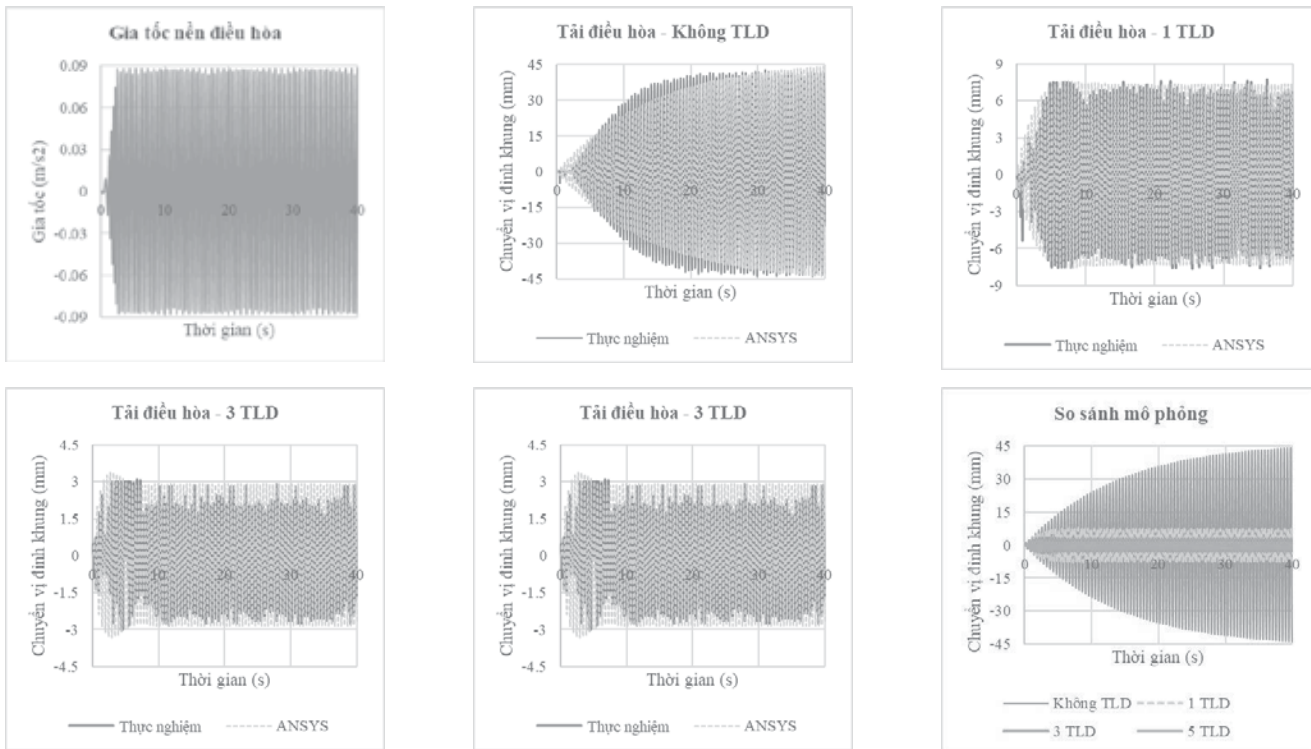 Gia tốc nền điều hòa
0.09
0.06
0.03
0
-0.03
-0.06
-0.09
0 10 20 30 40
Gia tốc (m/s2)
Thời gian (s)
Tải điều hòa - Không TLD
45
30
15
0
-15
-30
-45
0 10 20 30 40
Chuyển vị đỉnh khung (mm)
Thời gian (s)
Thực nghiệm ANSYS
Tải điều hòa - 1 TLD
9
6
3
0
-3
-6
-9
0 10 20 30 40
Chuyển vị đỉnh khung (mm)
Thời gian (s)
Thực nghiệm ANSYS
Tải điều hòa - 3 TLD
4.5
3
1.5
0
-1.5
-3
-4.5
0 10 20 30 40
Chuyển vị đỉnh khung (mm)
Thời gian (s)
Thực nghiệm ANSYS
Tải điều hòa - 3 TLD
4.5
3
1.5
0
-1.5
-3
-4.5
0 10 20 30 40
Chuyển vị đỉnh khung (mm)
Thời gian (s)
Thực nghiệm ANSYS
So sánh mô phỏng
45
30
15
0
-15
-30
-45
0 10 20 30 40
Chuyển vị đỉnh khung (mm)
Thời gian (s)
Không TLD 1 TLD
3 TLD 5 TLD